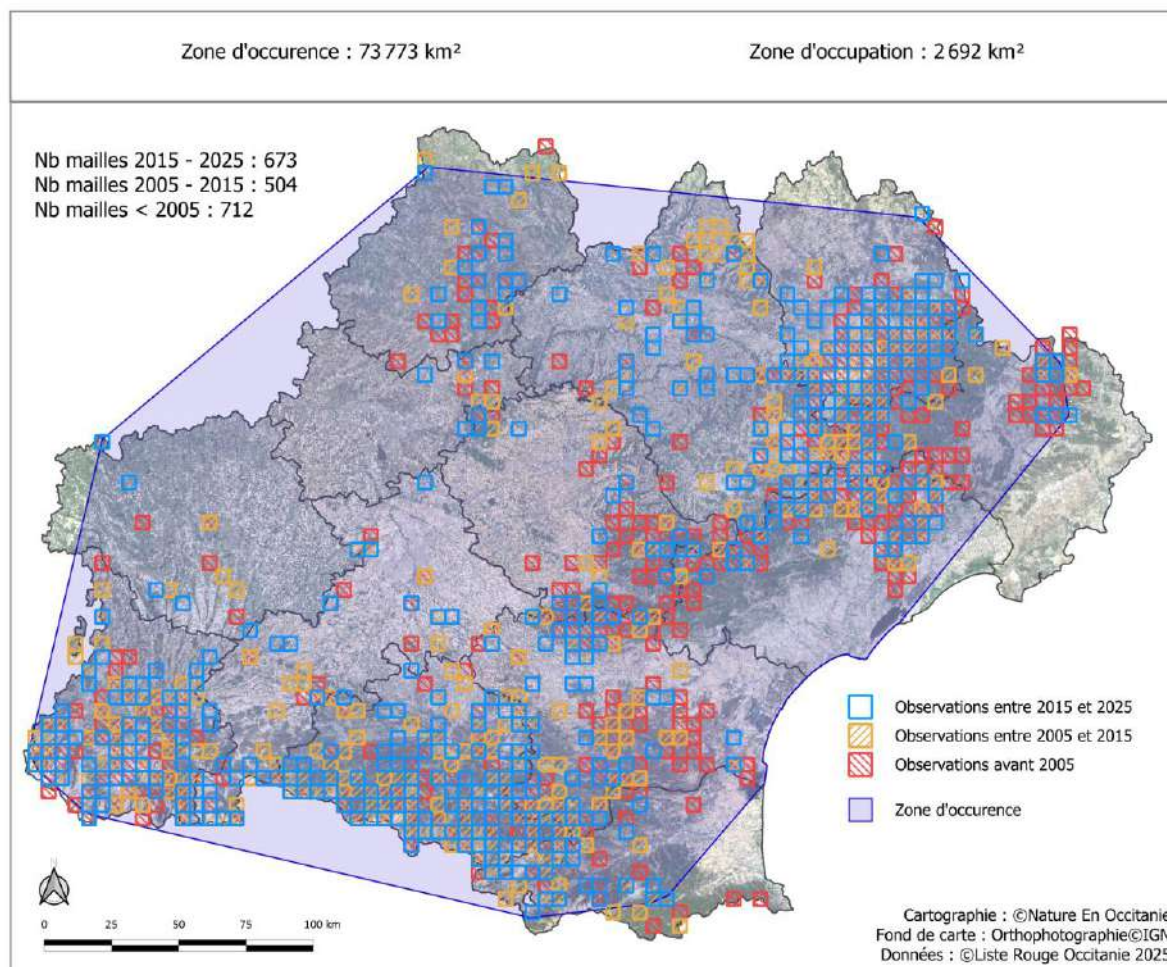 Zone d'occurence : 73 773 km²
Zone d'occupation : 2 692 km²
Nb mailles 2015 - 2025 : 673
Nb mailles 2005 - 2015 : 504
Nb mailles < 2005 : 712
Observations entre 2015 et 2025
Observations entre 2005 et 2015
Observations avant 2005
Zone d'occurence
N
0 25 50 75 100 km
Cartographie : ©Nature En Occitanie
Fond de carte : Orthophotographie©IGN
Données : ©Liste Rouge Occitanie 2025